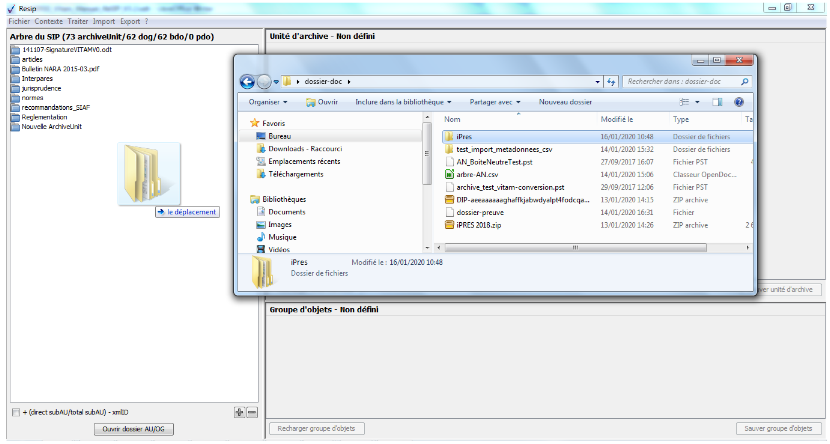 Resip
Fichier Contexte Traiter Import Export ?
Arbre du SIP (73 archiveUnit/62 dog/62 bdo/0 pdo)
141107-SignatureVITAMV0.odt
articles
Bulletin NARA 2015-03.pdf
Interpares
jurisprudence
normes
recommandations_SIAF
Reglementation
Nouvelle ArchiveUnit
le déplacement
+ (direct subAU/total subAU) - xmlID
Ouvrir dossier AU/OG
Unité d'archive - Non défini
dossier-doc
Rechercher dans : dossier-doc
Organiser Ouvrir Inclure dans la bibliothèque Partager avec Nouveau dossier
Favoris
Bureau
Downloads - Raccourci
Emplacements récents
Téléchargements
Bibliothèques
Documents
Images
Musique
Vidéos
Nom Modifié le Type Ta
iPres 16/01/2020 10:48 Dossier de fichiers
test_import_metadonnees_csv 14/01/2020 15:32 Dossier de fichiers
AN_BoiteNeutreTest.pst 27/09/2017 16:07 Fichier PST
arbre-AN.csv 14/01/2020 15:06 Classeur OpenDoc...
archive_test_vitam-conversion.pst 29/09/2017 12:06 Fichier PST
13/01/2020 14:15 ZIP archive
dossier-preuve 14/01/2020 16:31 Fichier
iPRES 2018.zip 13/01/2020 14:26 ZIP archive
iPres Modifié le : 16/01/2020 10:48
Dossier de fichiers
ver unité d'archive
Groupe d'objets - Non défini
Recharger groupe d'objets
Sauver groupe d'objets